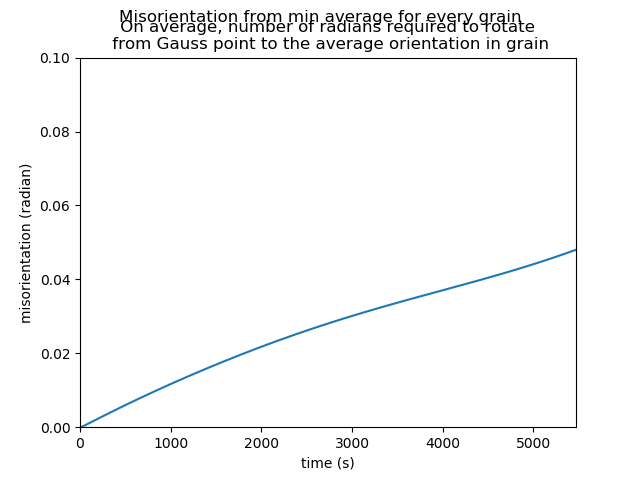 Misorientation from min average for every grain
On average, number of radians required to rotate
from Gauss point to the average orientation in grain
0.10
0.08
0.06
0.04
0.02
0.00
misorientation (radian)
0 1000 2000 3000 4000 5000
time (s)